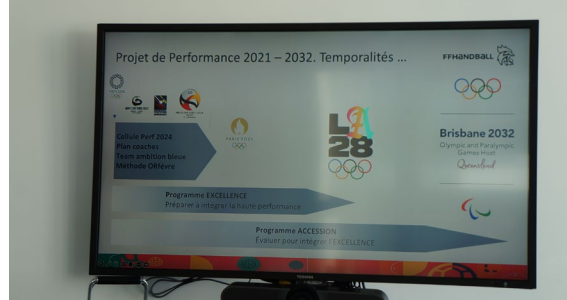 Projet de Performance 2021 – 2032. Temporalités ...
FFHANDBALL
Cellule Perf 2024
Plan coaches
Team ambition bleue
Méthode ORfèvre
PARIS 2024
LA
28
Brisbane 2032
Olympic and Paralympic
Games Host
Queensland
Programme EXCELLENCE
Préparer à intégrer la haute performance
Programme ACCESSION
Évaluer pour intégrer l'EXCELLENCE
TOSHIBA